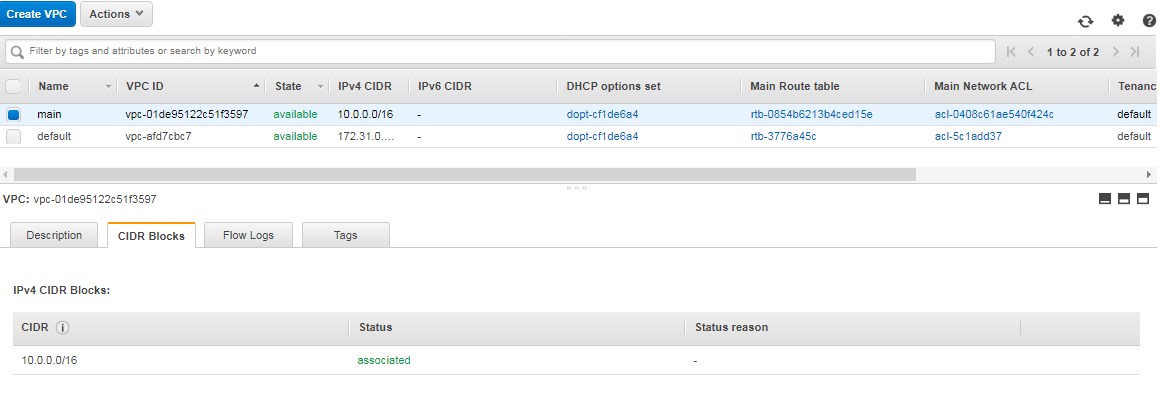 Create VPC Actions
Filter by tags and attributes or search by keyword 1 to 2 of 2
Name VPC ID State IPv4 CIDR IPv6 CIDR DHCP options set Main Route table Main Network ACL Tenanc
main vpc-01de95122c51f3597 available 10.0.0.0/16 - dopt-cf1de6a4 rtb-0854b6213b4ced15e acl-0408c61ae540f424c default
default vpc-afd7cbc7 available 172.31.0.... - dopt-cf1de6a4 rtb-3776a45c acl-5c1add37 default
VPC: vpc-01de95122c51f3597
Description CIDR Blocks Flow Logs Tags
IPv4 CIDR Blocks:
CIDR Status Status reason
10.0.0.0/16 associated -